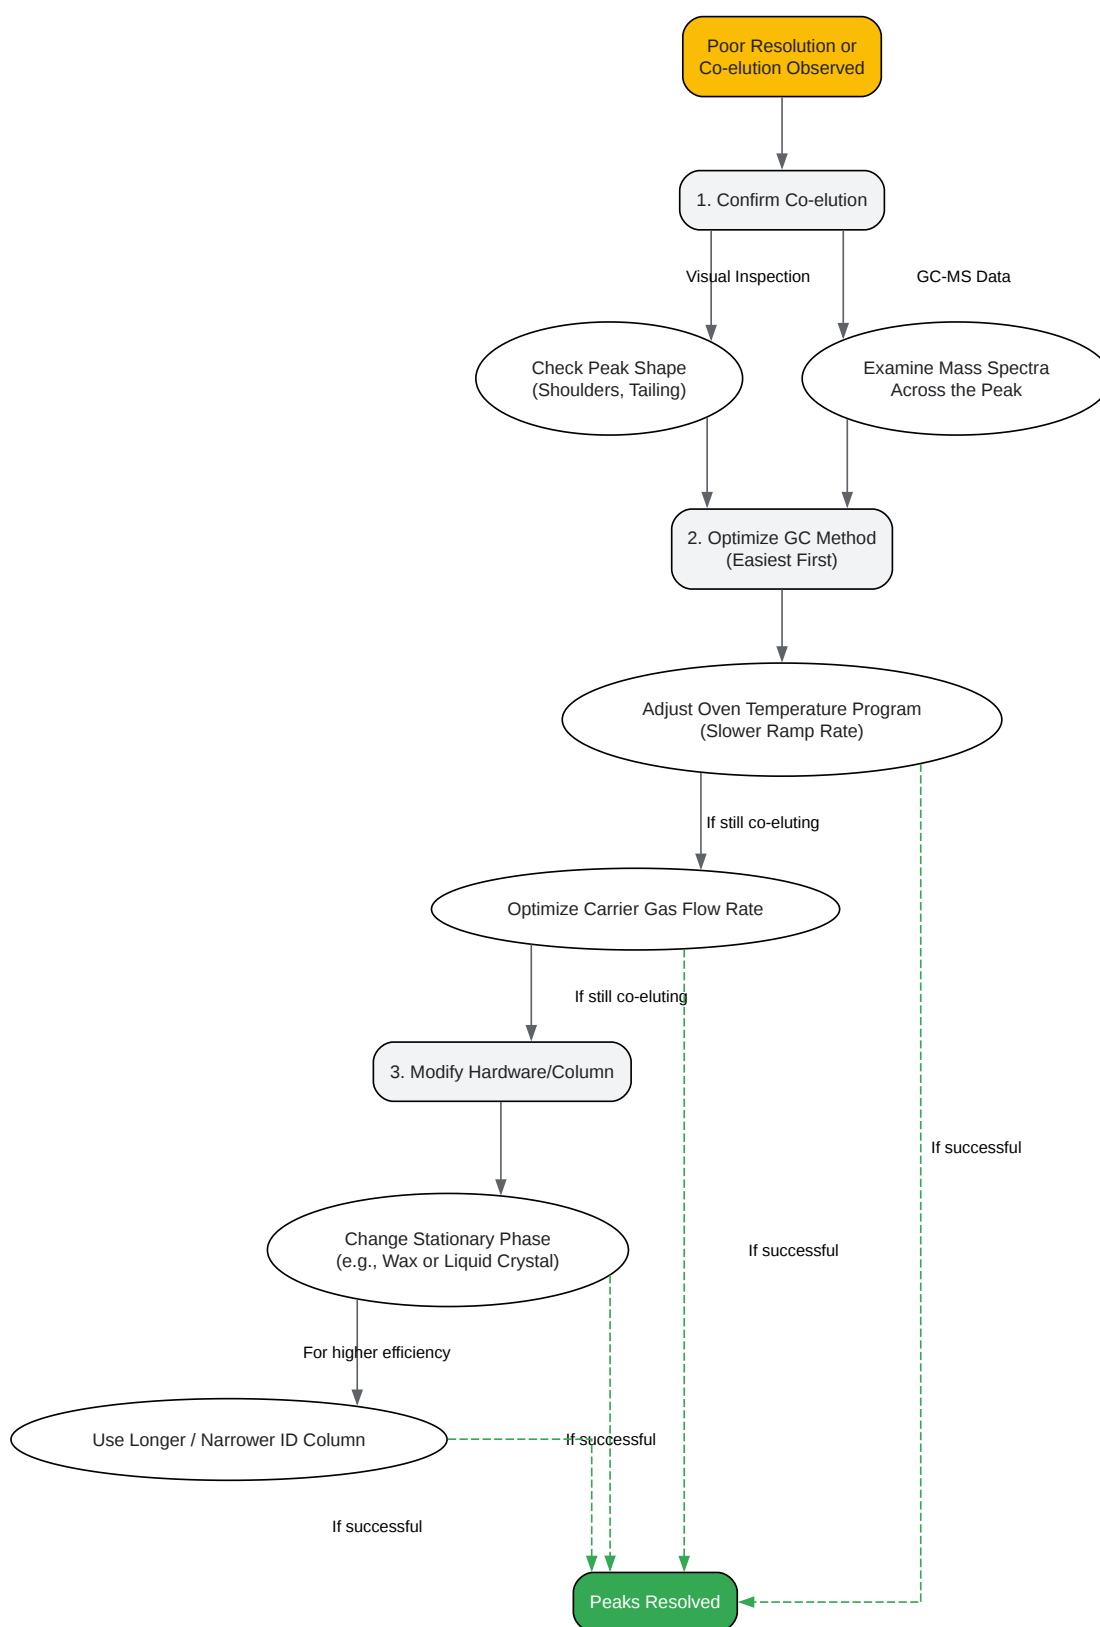 Poor Resolution or
Co-elution Observed
1. Confirm Co-elution
Visual Inspection
GC-MS Data
Check Peak Shape
(Shoulders, Tailing)
Examine Mass Spectra
Across the Peak
2. Optimize GC Method
(Easiest First)
Adjust Oven Temperature Program
(Slower Ramp Rate)
If still co-eluting
Optimize Carrier Gas Flow Rate
If still co-eluting
3. Modify Hardware/Column
If successful
Change Stationary Phase
(e.g., Wax or Liquid Crystal)
If successful
For higher efficiency
Use Longer / Narrower ID Column
If successful
If successful
Peaks Resolved